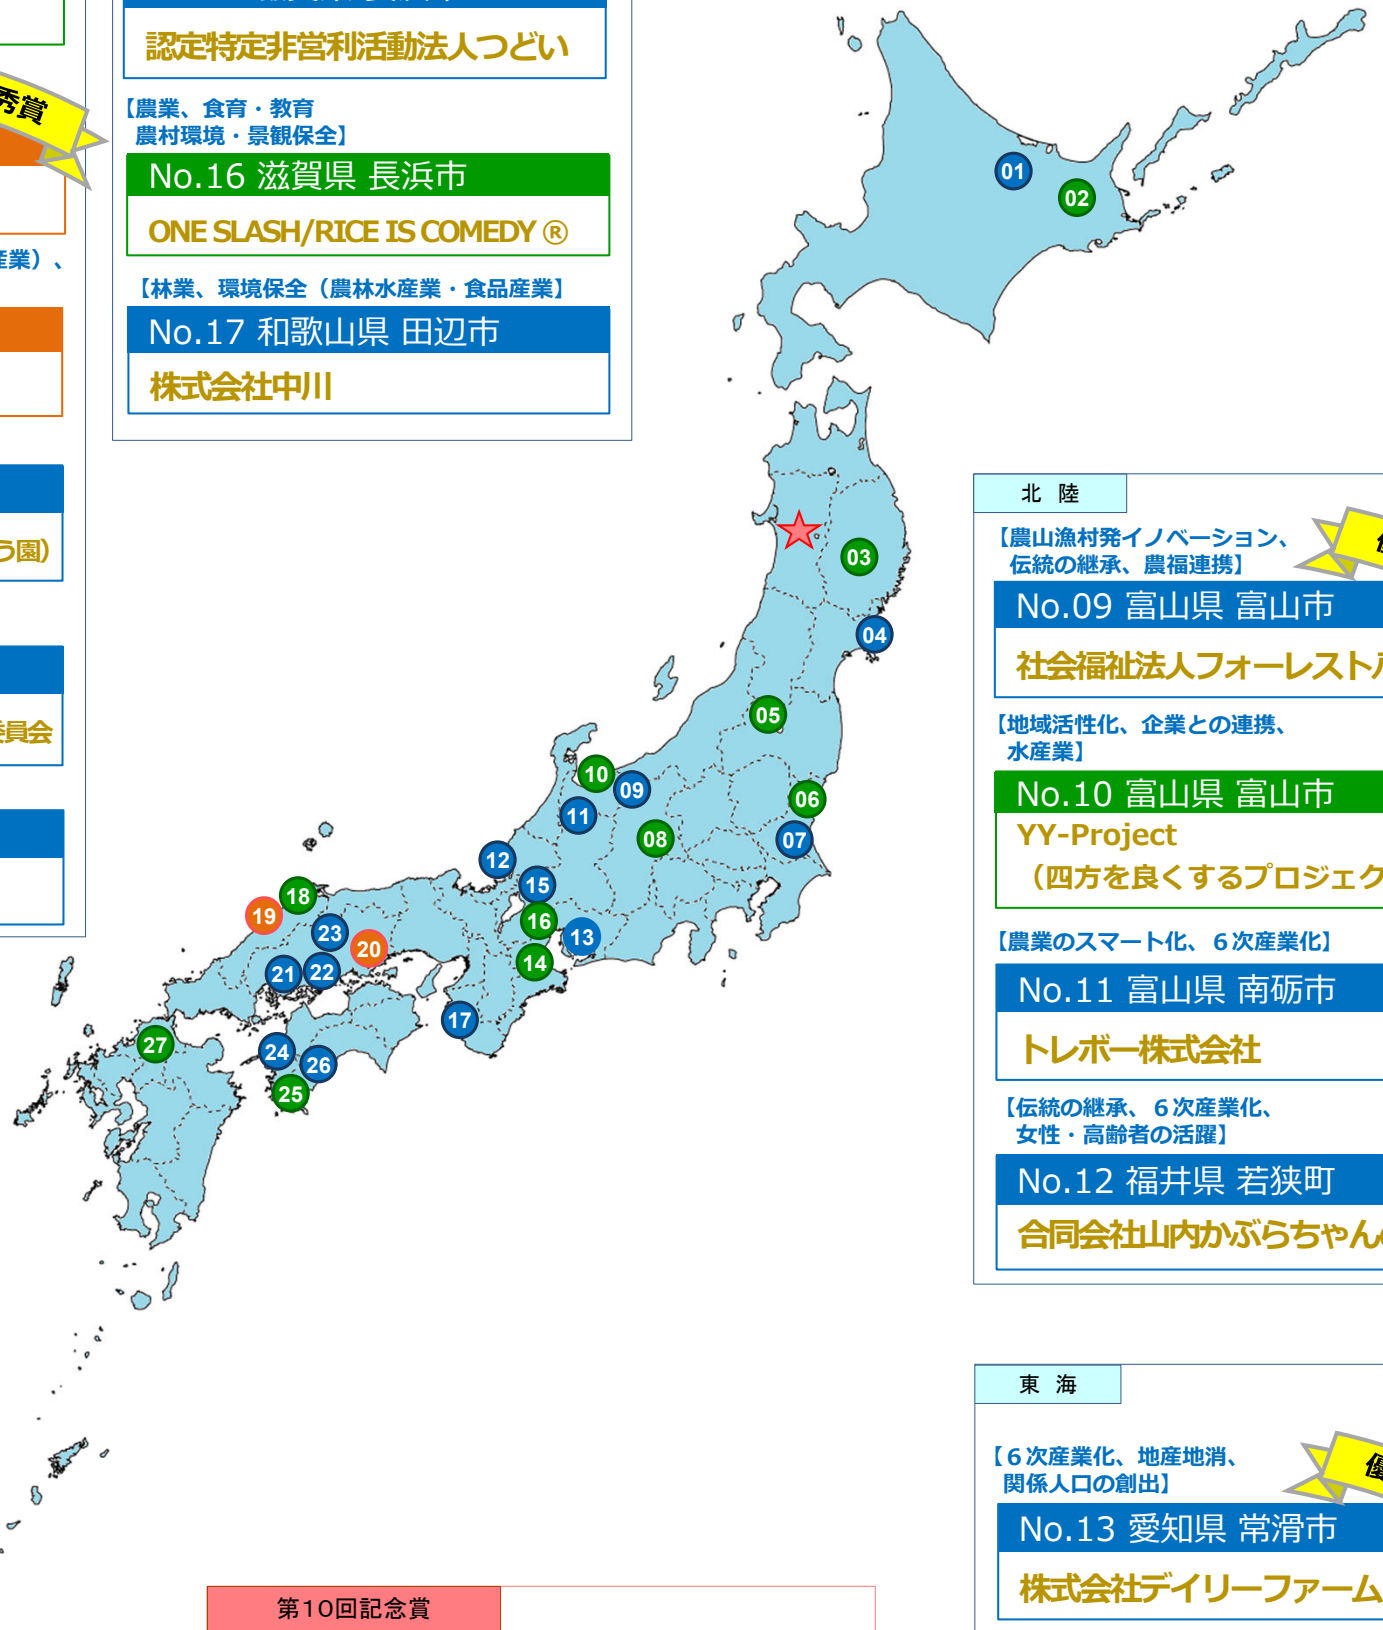 認定特定非営利活動法人つどい
【農業、食育・教育
農村環境・景観保全】
No.16 滋賀県 長浜市
ONE SLASH/RICE IS COMEDY ®
【林業、環境保全（農林水産業・食品産業】
No.17 和歌山県 田辺市
株式会社中川
秀賞
産業）、
う園）
委員会
01
02
03
04
05
06
07
08
09
10
11
12
13
14
15
16
17
18
19
20
21
22
23
24
25
26
27
北 陸
【農山漁村発イノベーション、
伝統の継承、農福連携】
No.09 富山県 富山市
社会福祉法人フォーレスト
【地域活性化、企業との連携、
水産業】
No.10 富山県 富山市
YY-Project
（四方を良くするプロジェク
【農業のスマート化、６次産業化】
No.11 富山県 南砺市
トレボー株式会社
【伝統の継承、６次産業化、
女性・高齢者の活躍】
No.12 福井県 若狭町
合同会社山内かぶらちゃん
東 海
【６次産業化、地産地消、
関係人口の創出】
優
No.13 愛知県 常滑市
株式会社デイリーファーム
第10回記念賞